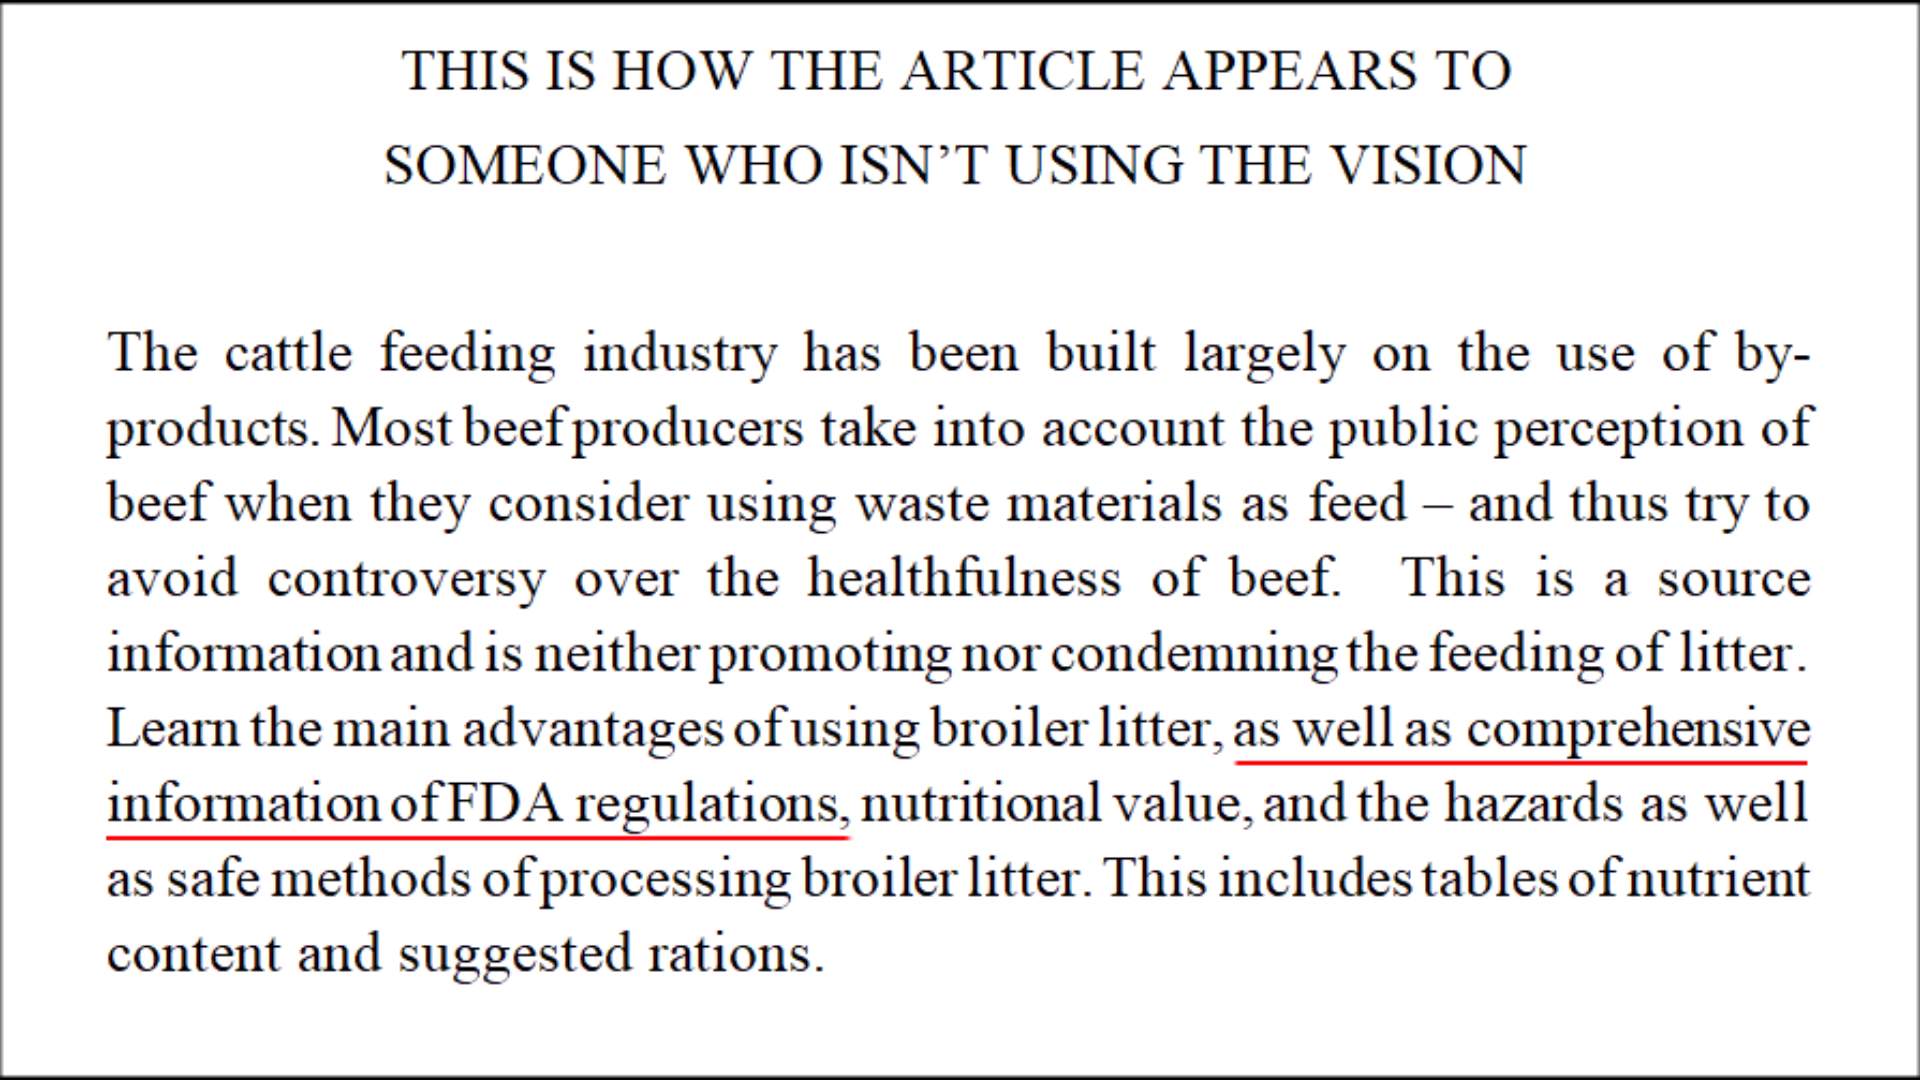 THIS IS HOW THE ARTICLE APPEARS TO
SOMEONE WHO ISN’T USING THE VISION
The cattle feeding industry has been built largely on the use of by-
products. Most beef producers take into account the public perception of
beef when they consider using waste materials as feed – and thus try to
avoid controversy over the healthfulness of beef.  This is a source
information and is neither promoting nor condemning the feeding of litter.
Learn the main advantages of using broiler litter, as well as comprehensive
information of FDA regulations, nutritional value, and the hazards as well
as safe methods of processing broiler litter. This includes tables of nutrient
content and suggested rations.